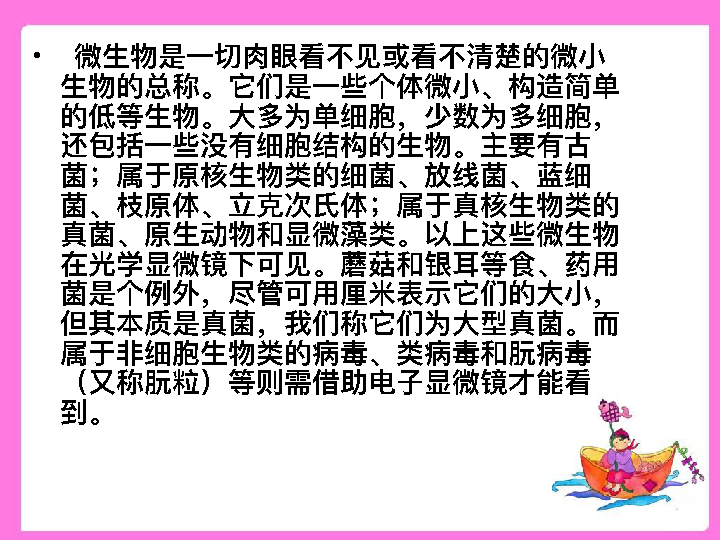 • 微生物是一切肉眼看不见或看不清楚的微小
生物的总称。它们是一些个体微小、构造简单
的低等生物。大多为单细胞，少数为多细胞，
还包括一些没有细胞结构的生物。主要有古
菌；属于原核生物类的细菌、放线菌、蓝细
菌、枝原体、立克次氏体；属于真核生物类的
真菌、原生动物和显微藻类。以上这些微生物
在光学显微镜下可见。蘑菇和银耳等食、药用
菌是个例外，尽管可用厘米表示它们的大小，
但其本质是真菌，我们称它们为大型真菌。而
属于非细胞生物类的病毒、类病毒和朊病毒
（又称朊粒）等则需借助电子显微镜才能看
到。